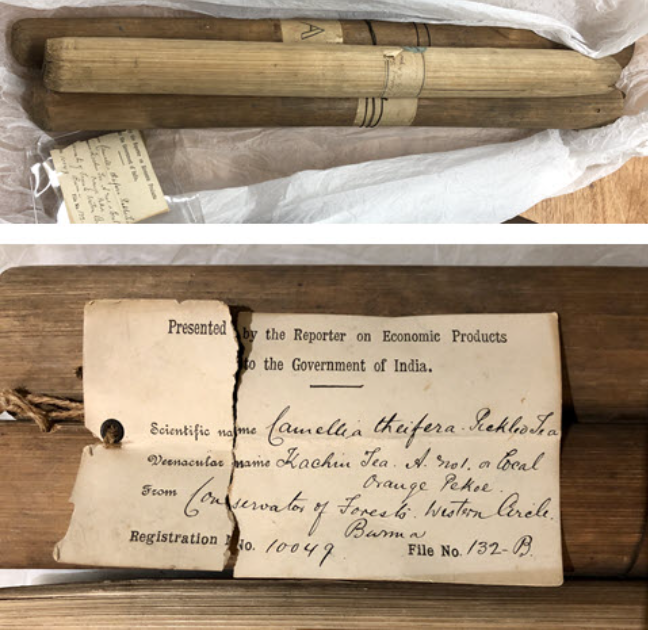 A
Presented by the Reporter on Economic Products
to the Government of India.
Scientific name Camellia theifera. Pickled Tea
Vernacular name Kachin Tea. A. No1. or Local
Orange Pekoe.
From Conservator of Forests. Western Circle.
Burma
Registration No. 10049 File No. 132-B.